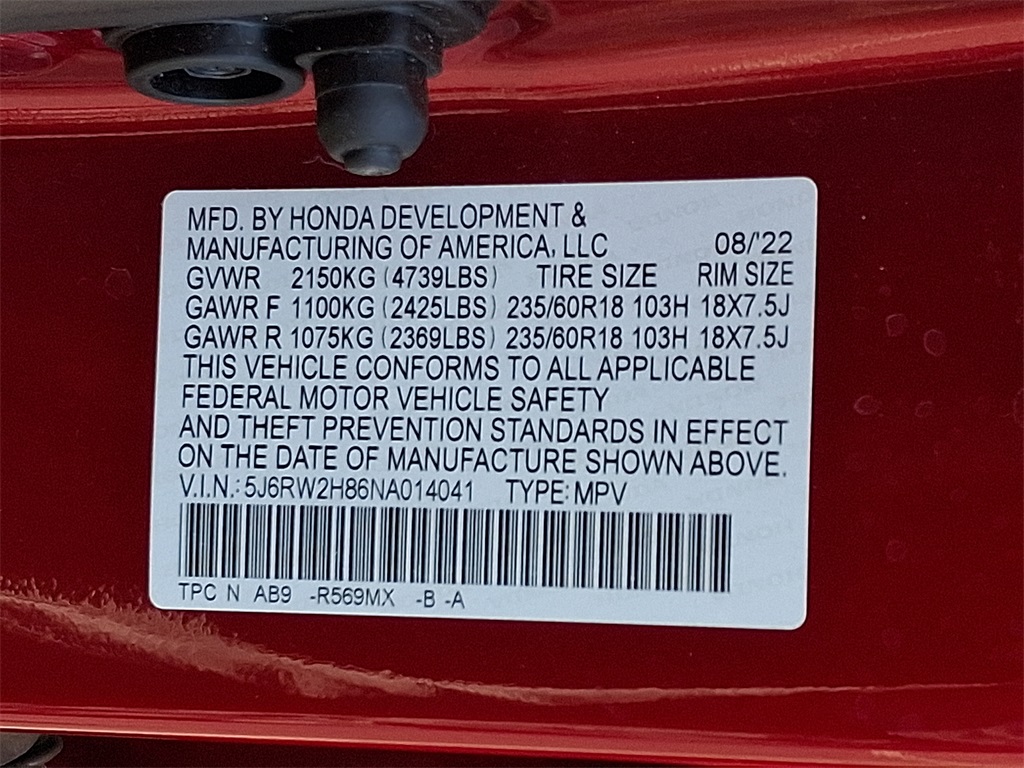 MFD. BY HONDA DEVELOPMENT &
MANUFACTURING OF AMERICA, LLC 08/'22
GVWR 2150KG (4739LBS) TIRE SIZE RIM SIZE
GAWR F 1100KG (2425LBS) 235/60R18 103H 18X7.5J
GAWR R 1075KG (2369LBS) 235/60R18 103H 18X7.5J
THIS VEHICLE CONFORMS TO ALL APPLICABLE
FEDERAL MOTOR VEHICLE SAFETY
AND THEFT PREVENTION STANDARDS IN EFFECT
ON THE DATE OF MANUFACTURE SHOWN ABOVE.
V.I.N.: 5J6RW2H86NA014041 TYPE: MPV
TPC N AB9 -R569MX -B -A